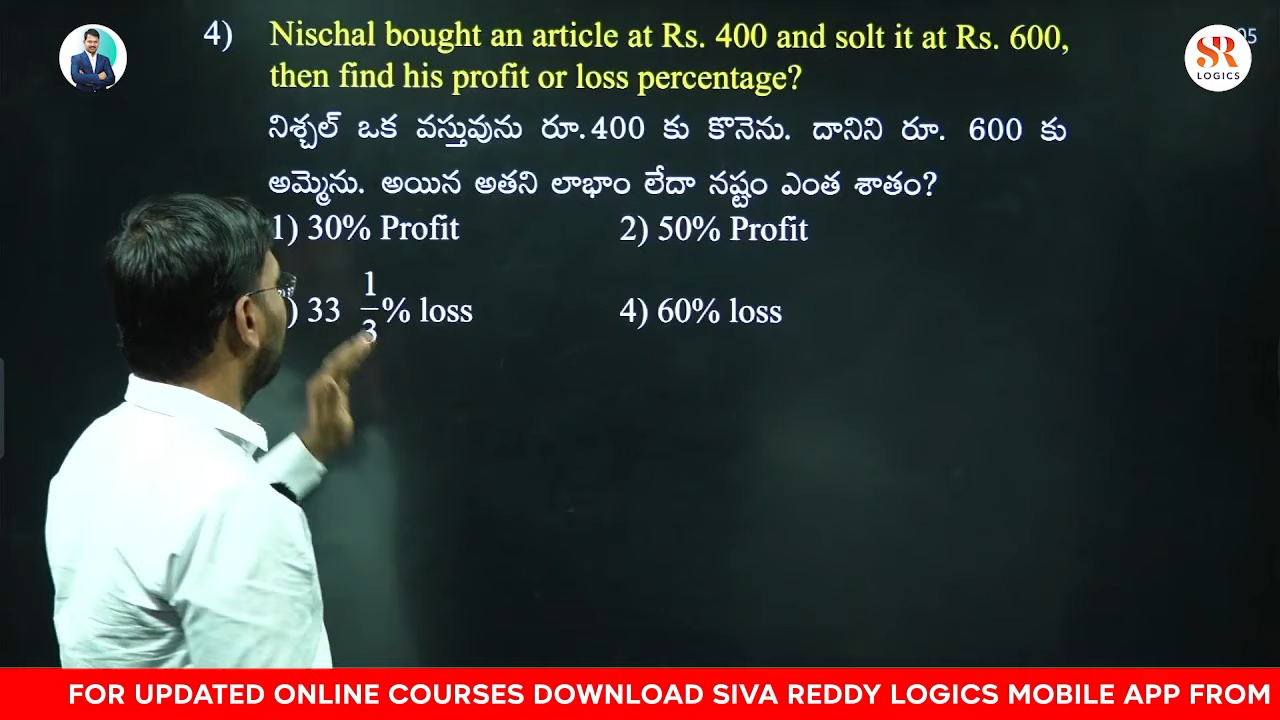 4) Nischal bought an article at Rs. 400 and solt it at Rs. 600,
then find his profit or loss percentage?
నిశ్చల్ ఒక వస్తువును రూ.400 కు కొనెను. దానిని రూ. 600 కు
అమ్మెను. అయిన అతని లాభాం లేదా నష్టం ఎంత శాతం?
1) 30% Profit 2) 50% Profit
) 33 1/3% loss 4) 60% loss
SR
LOGICS
05
FOR UPDATED ONLINE COURSES DOWNLOAD SIVA REDDY LOGICS MOBILE APP FROM